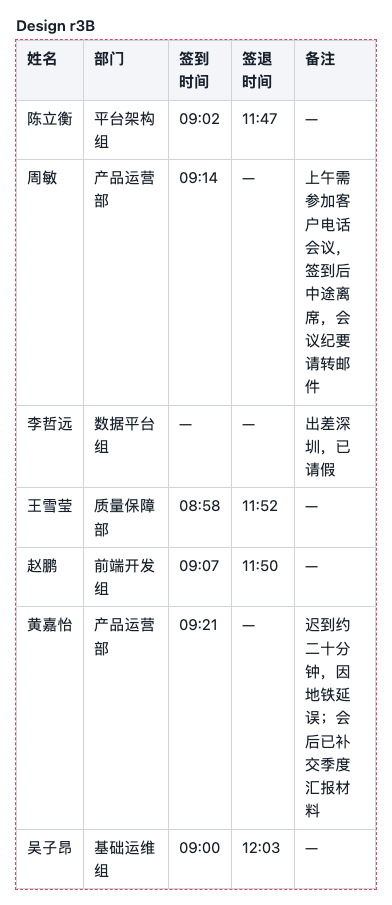 Design r3B
姓名 部门 签到 签退 备注
时间 时间
陈立衡 平台架构 09:02 11:47 —
组
周敏 产品运营 09:14 — 上午需
部 参加客
户电话
会议，
签到后
中途离
席，会
议纪要
请转邮
件
李哲远 数据平台 — — 出差深
组 圳，已
请假
王雪莹 质量保障 08:58 11:52 —
部
赵鹏 前端开发 09:07 11:50 —
组
黄嘉怡 产品运营 09:21 — 迟到约
部 二十分
钟，因
地铁延
误；会
后已补
交季度
汇报材
料
吴子昂 基础运维 09:00 12:03 —
组